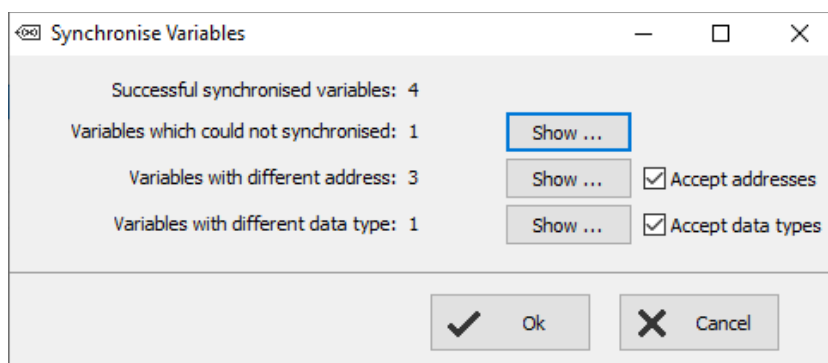 Synchronise Variables
Successful synchronised variables: 4
Variables which could not synchronised: 1 Show ...
Variables with different address: 3 Show ... Accept addresses
Variables with different data type: 1 Show ... Accept data types
Ok Cancel